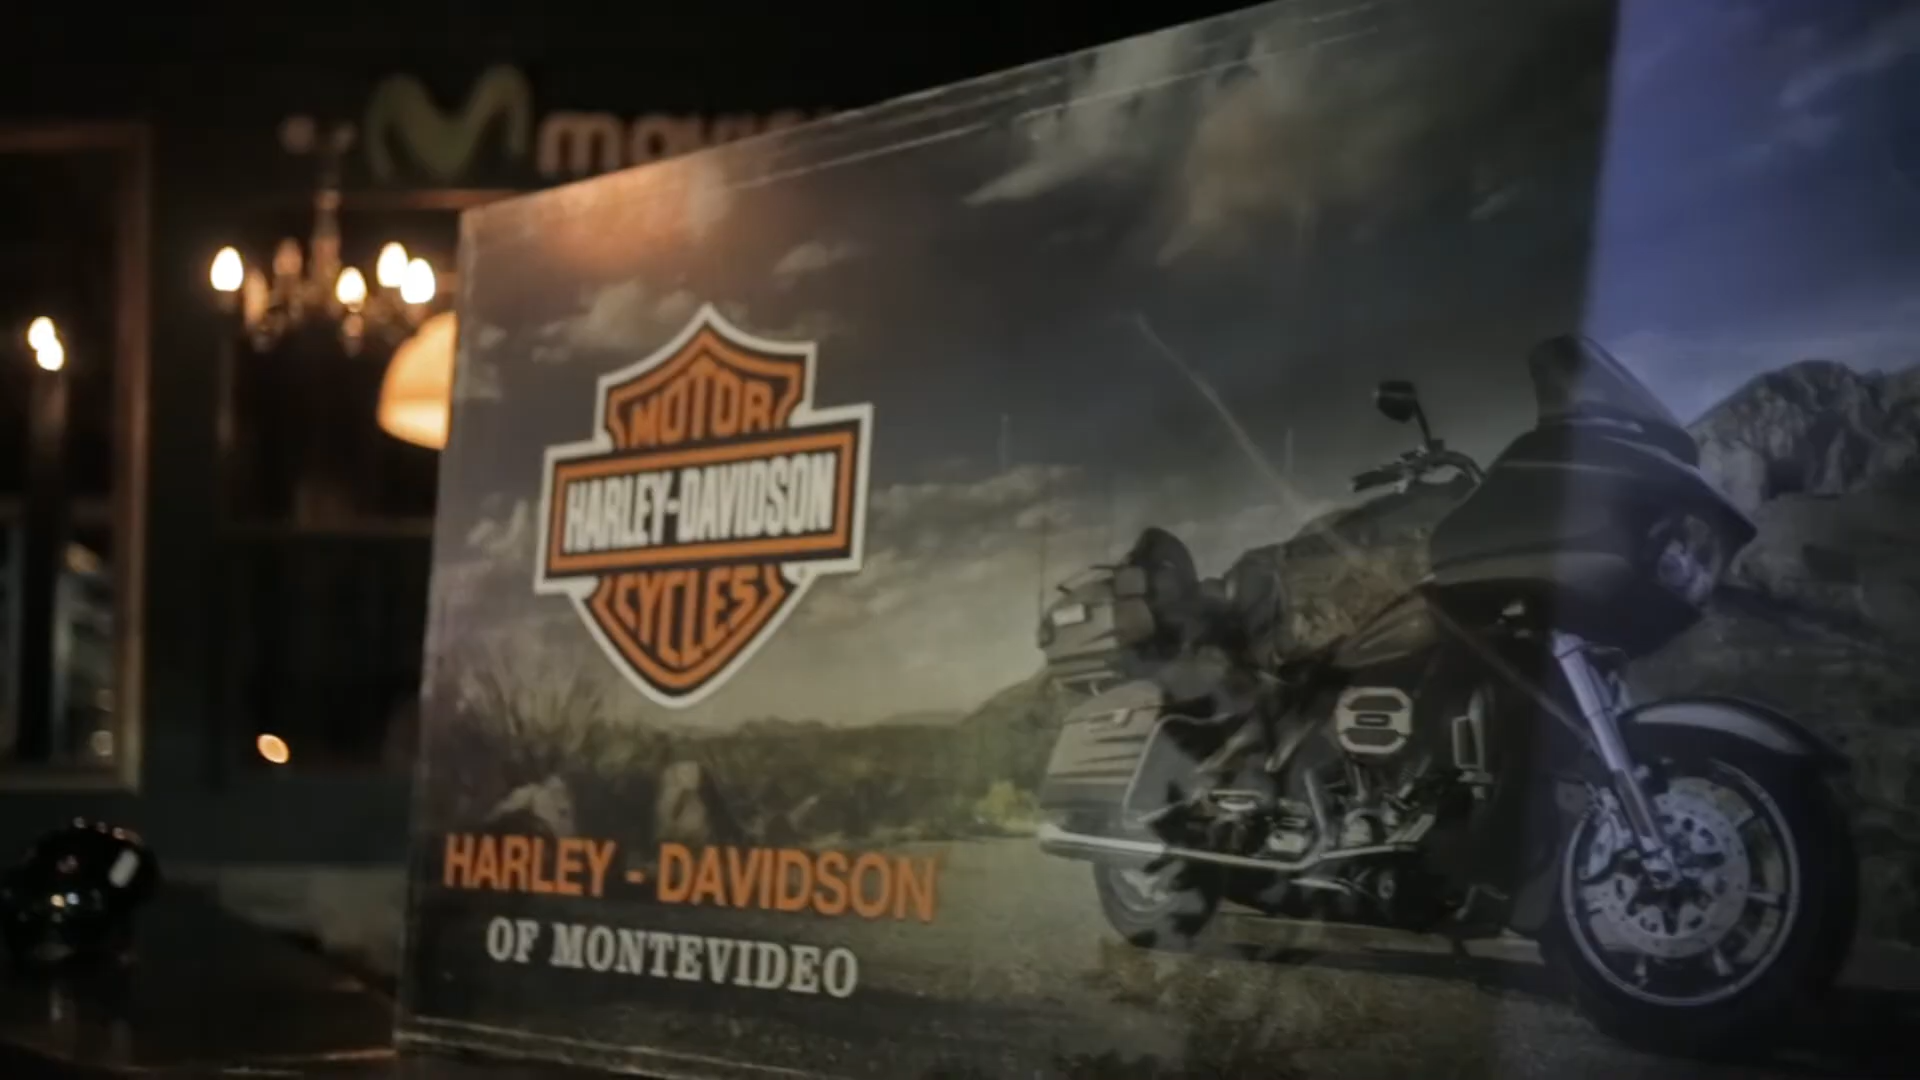 MOTOR
HARLEY-DAVIDSON
CYCLES
HARLEY - DAVIDSON
OF MONTEVIDEO